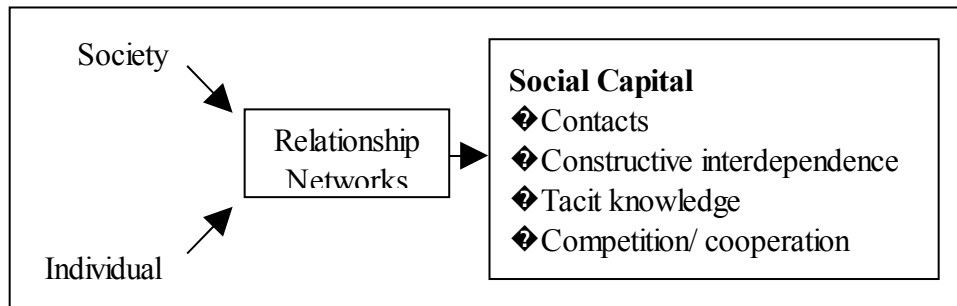 Society
Individual
Relationship
Networks
Social Capital
�Contacts
�Constructive interdependence
�Tacit knowledge
�Competition/ cooperation